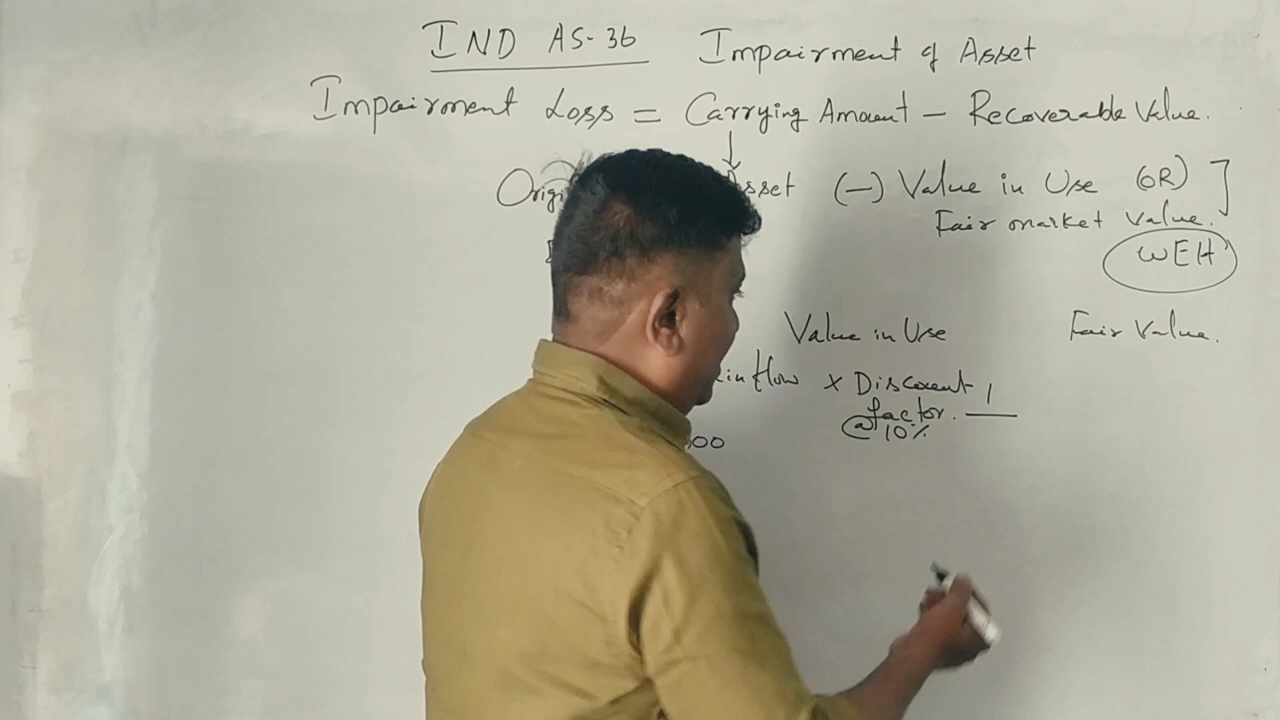 IND AS-36 Impairment of Asset
Impairment Loss = Carrying Amount – Recoverable Value.
Asset (–) Value in Use (OR)
Fair market value.
WEH
Value in Use Fair Value.
inflow x Discount 1
factor.
@ 10%